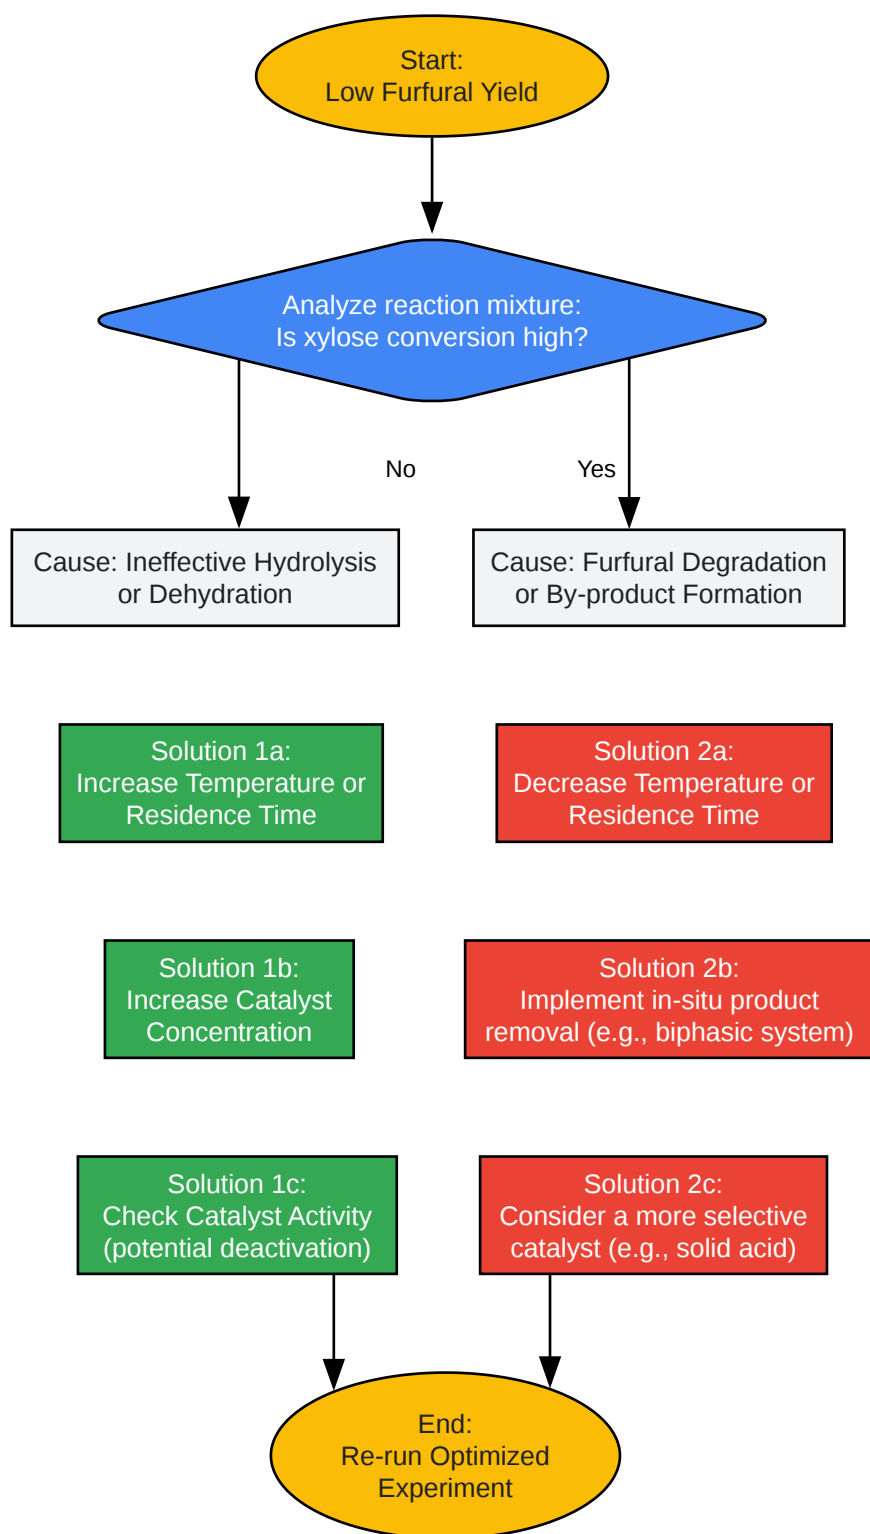 Start:
Low Furfural Yield
Analyze reaction mixture:
Is xylose conversion high?
No
Yes
Cause: Ineffective Hydrolysis
or Dehydration
Cause: Furfural Degradation
or By-product Formation
Solution 1a:
Increase Temperature or
Residence Time
Solution 2a:
Decrease Temperature or
Residence Time
Solution 1b:
Increase Catalyst
Concentration
Solution 2b:
Implement in-situ product
removal (e.g., biphasic system)
Solution 1c:
Check Catalyst Activity
(potential deactivation)
Solution 2c:
Consider a more selective
catalyst (e.g., solid acid)
End:
Re-run Optimized
Experiment